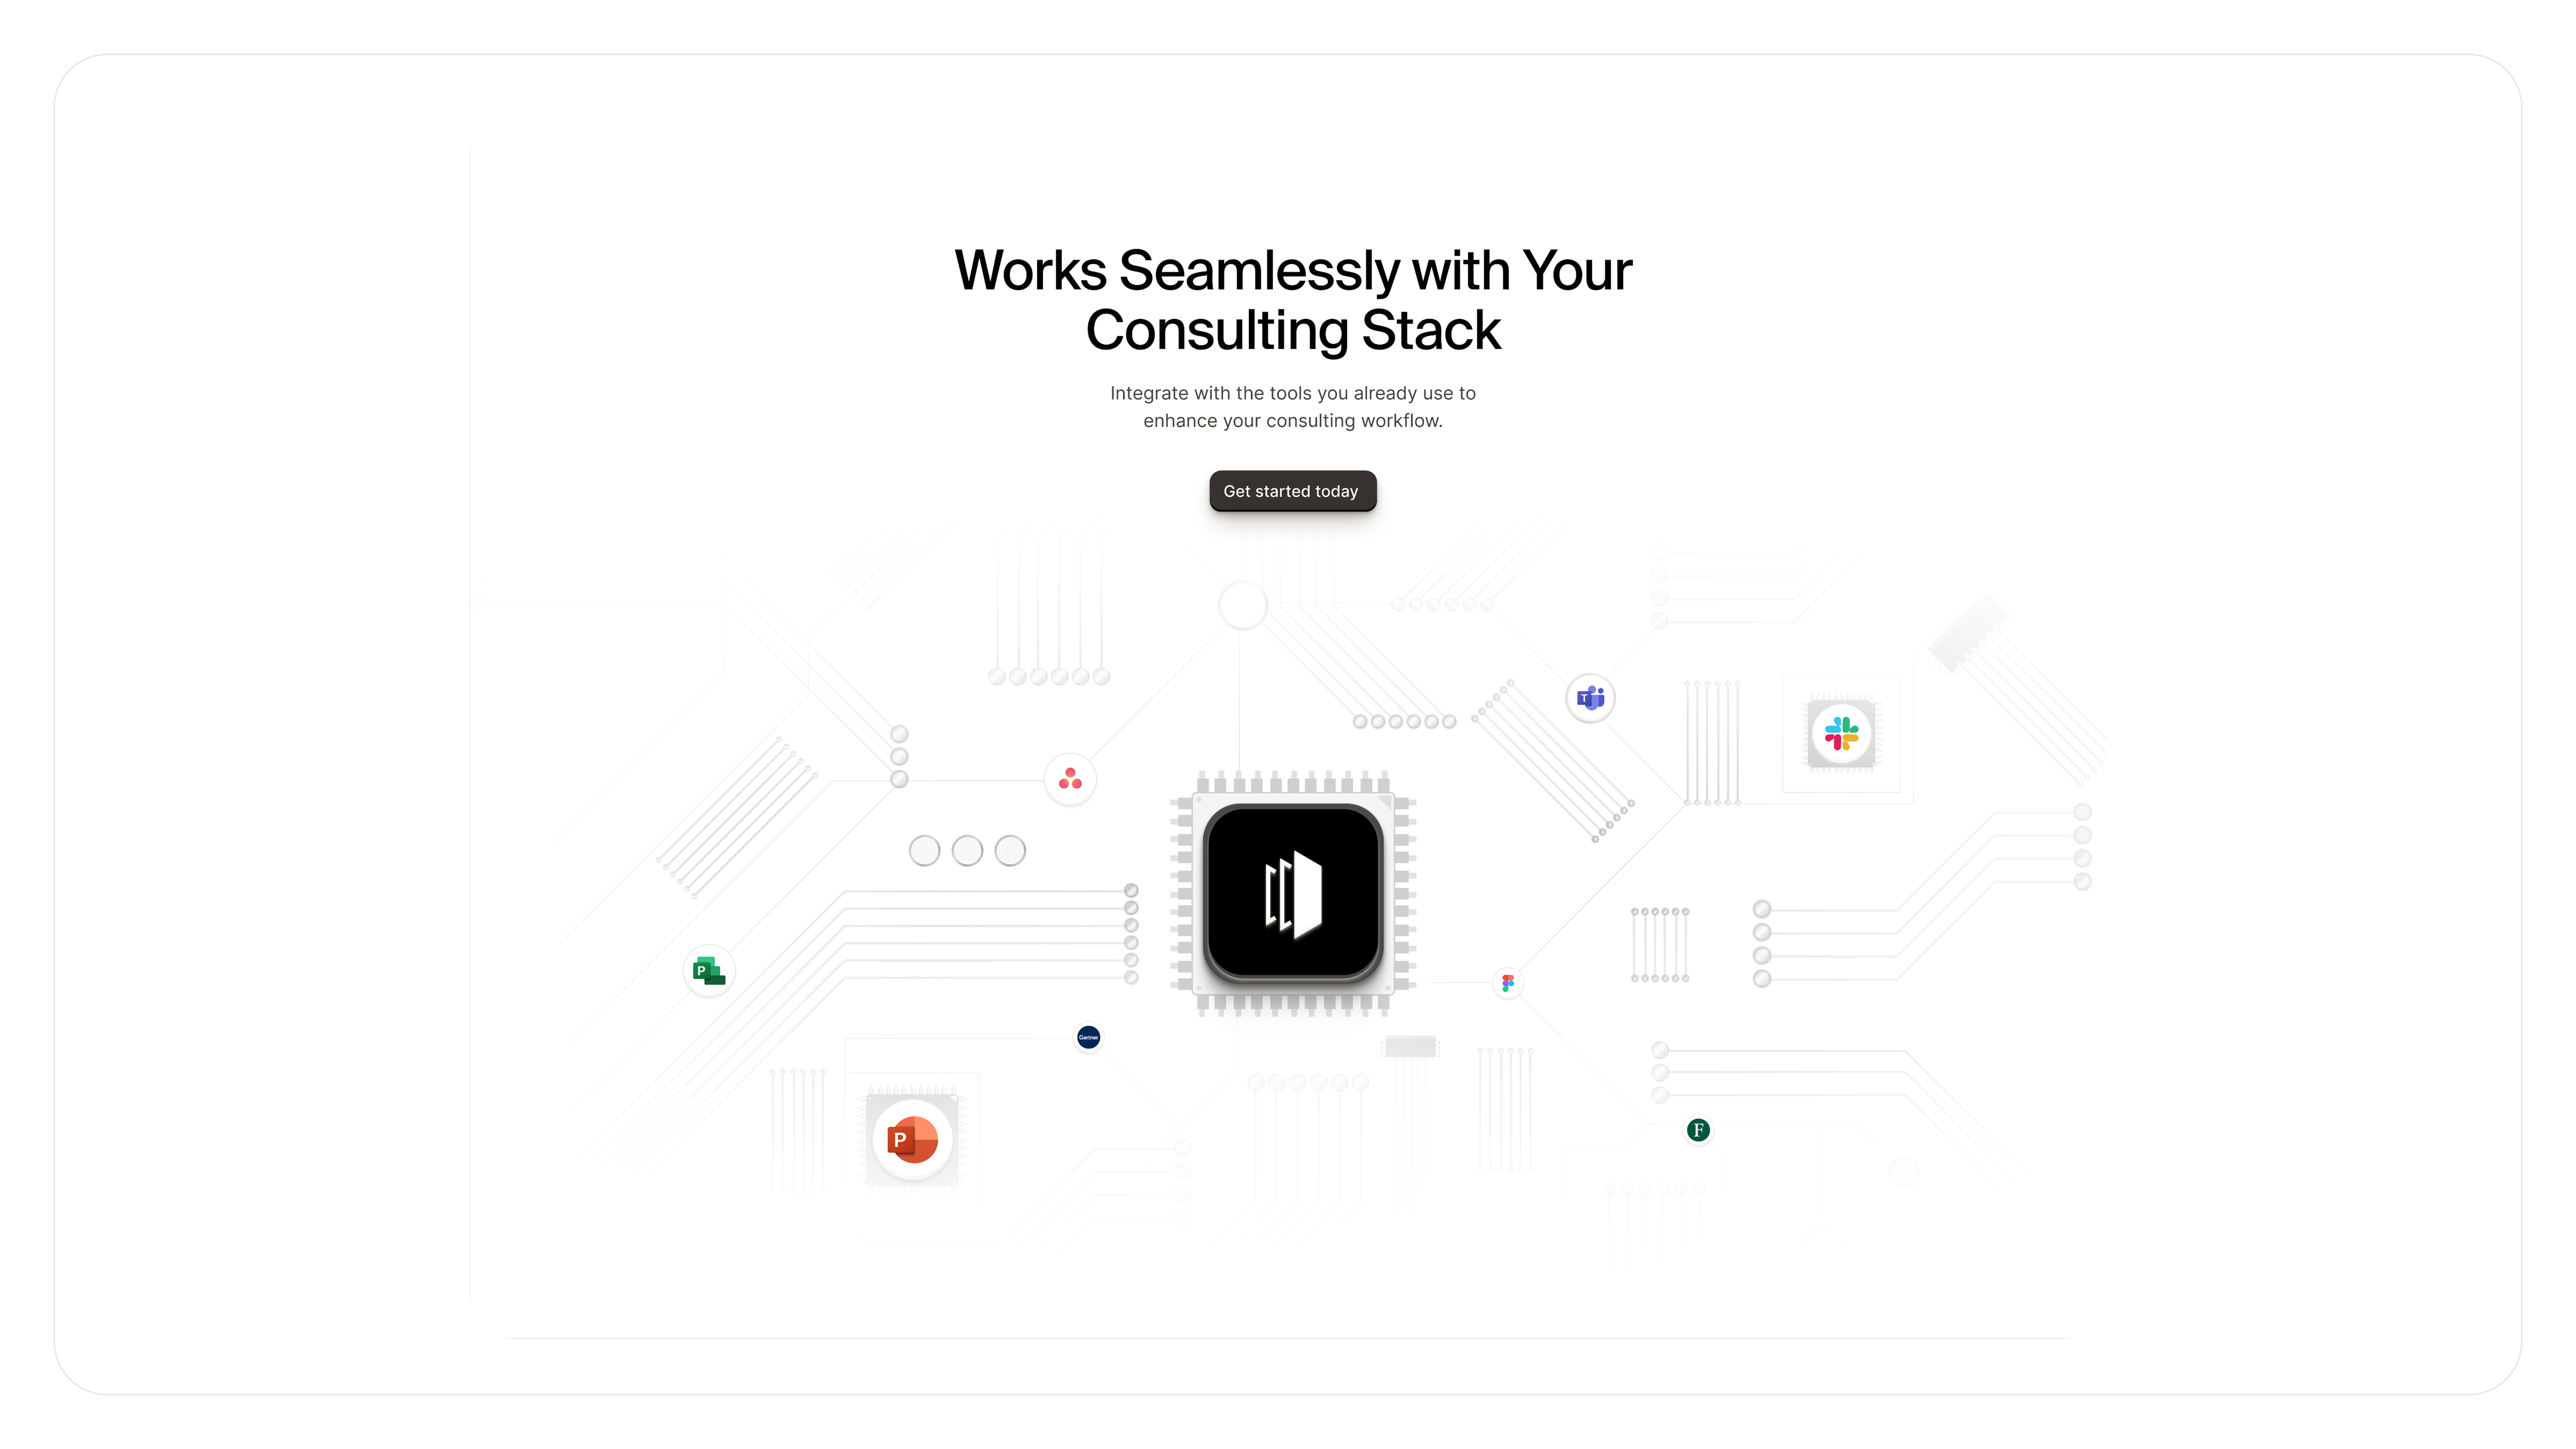 Works Seamlessly with Your
Consulting Stack
Integrate with the tools you already use to
enhance your consulting workflow.
Get started today
T
P
Gartner
P
F